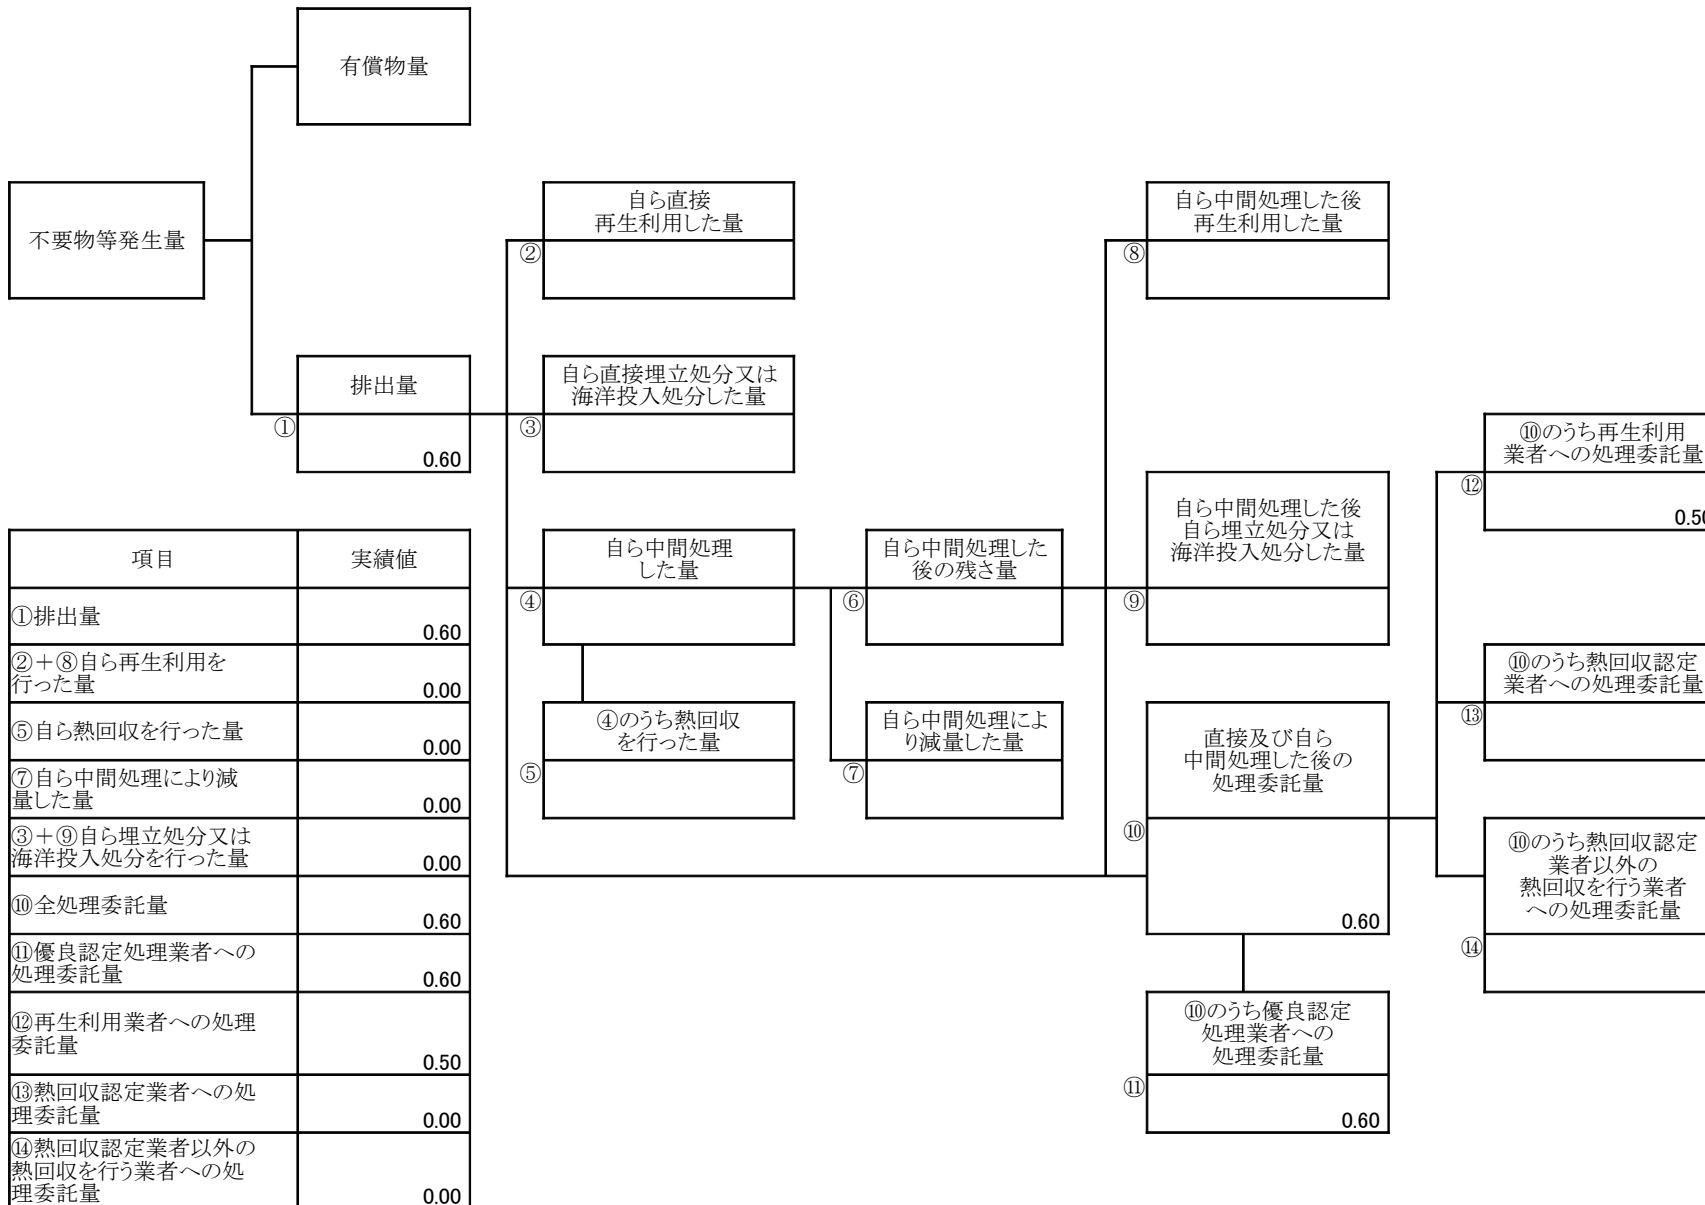 有償物量
不要物等発生量
自ら直接
再生利用した量
②
自ら中間処理した後
再生利用した量
⑧
排出量
①
0.60
自ら直接埋立処分又は
海洋投入処分した量
③
⑩のうち再生利用
業者への処理委託量
⑫
0.50
自ら中間処理
した量
④
自ら中間処理した
後の残さ量
⑥
自ら中間処理した後
自ら埋立処分又は
海洋投入処分した量
⑨
④のうち熱回収
を行った量
⑤
自ら中間処理によ
り減量した量
⑦
直接及び自ら
中間処理した後の
処理委託量
⑩
0.60
⑩のうち熱回収認定
業者への処理委託量
⑬
⑩のうち熱回収認定
業者以外の
熱回収を行う業者
への処理委託量
⑭
⑩のうち優良認定
処理業者への
処理委託量
⑪
0.60
項目 実績値
①排出量
0.60
②+⑧自ら再生利用を
行った量
0.00
⑤自ら熱回収を行った量
0.00
⑦自ら中間処理により減
量した量
0.00
③+⑨自ら埋立処分又は
海洋投入処分を行った量
0.00
⑩全処理委託量
0.60
⑪優良認定処理業者への
処理委託量
0.60
⑫再生利用業者への処理
委託量
0.50
⑬熱回収認定業者への処
理委託量
0.00
⑭熱回収認定業者以外の
熱回収を行う業者への処
理委託量
0.00